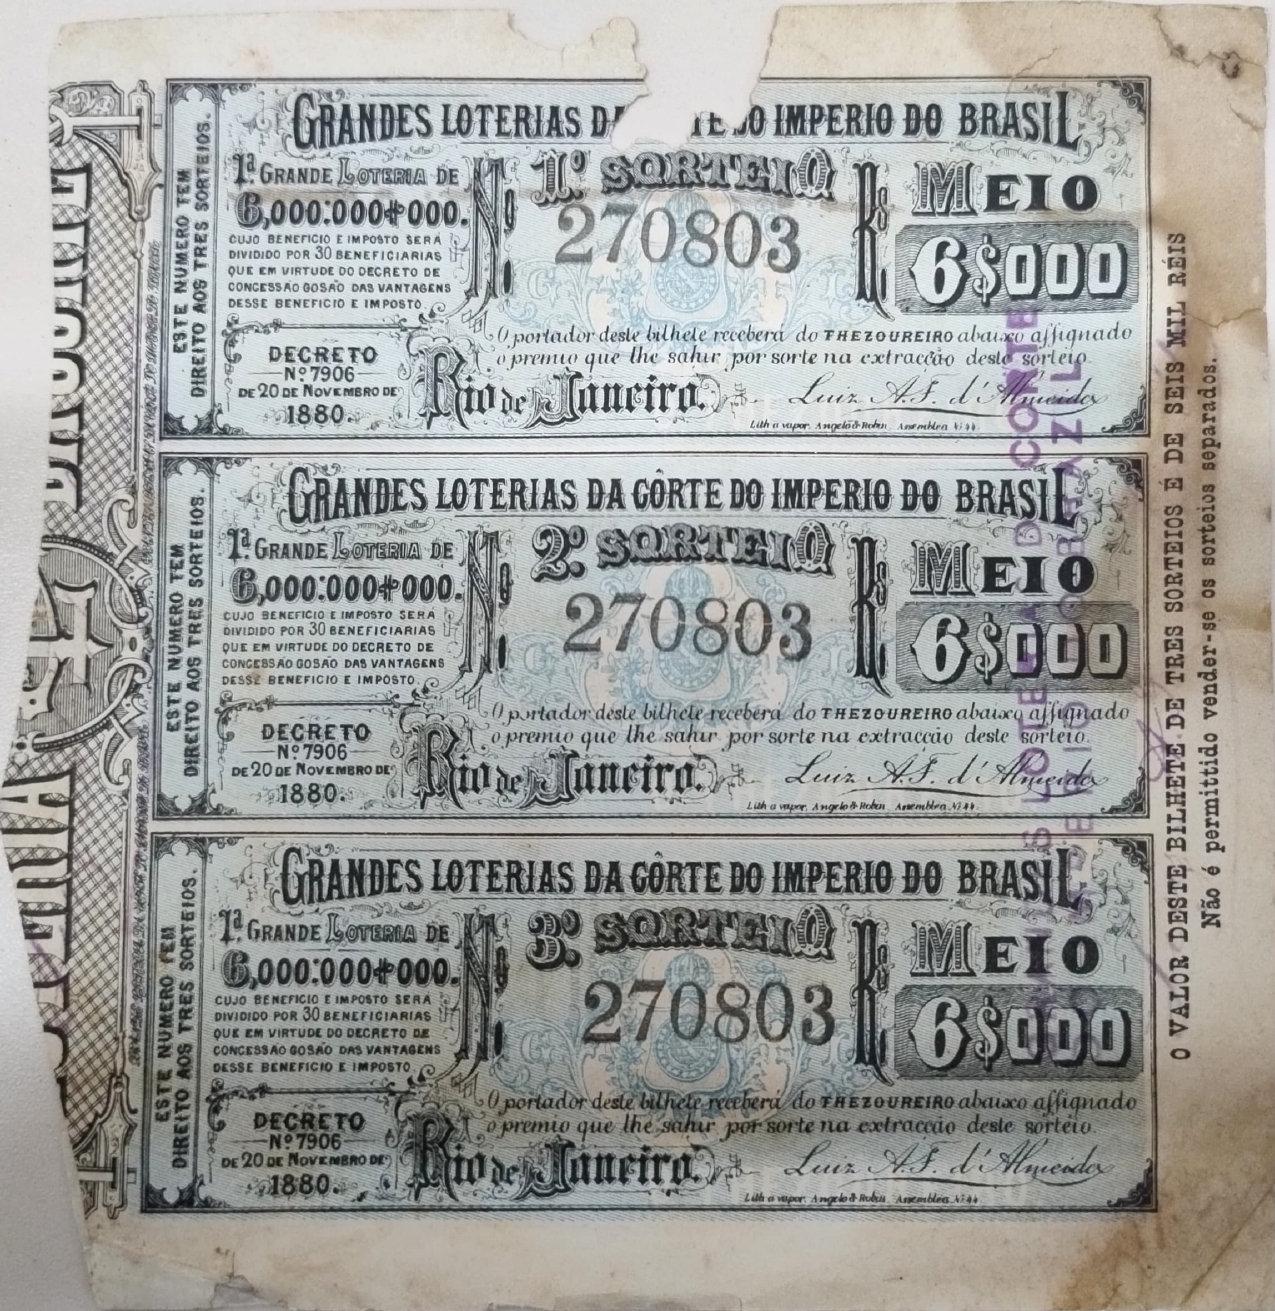 GRANDES LOTERIAS DA CÔRTE DO IMPERIO DO BRASIL
ESTE NUMERO TEM
DIREITO AOS TRES SORTEIOS.
1ª GRANDE LOTERIA DE
6,000:000$000.
CUJO BENEFICIO E IMPOSTO SERÁ
DIVIDIDO POR 30 BENEFICIARIAS
QUE EM VIRTUDE DO DECRETO DE
CONCESSÃO GOSÃO DAS VANTAGENS
DESSE BENEFICIO E IMPOSTO.
DECRETO
Nº 7906
DE 20 DE NOVEMBRO DE
1880
Nº
1º SORTEIO
270803
Rs
MEIO
6$000
O portador deste bilhete receberá do THEZOUREIRO abaixo assignado
o premio que lhe sahir por sorte na extracção deste sorteio.
Rio de Janeiro.
Luiz A. F. d'Almeida
Lith a vapor, Angelo & Robin, Assemblea Nº 44.
GRANDES LOTERIAS DA CÔRTE DO IMPERIO DO BRASIL
ESTE NUMERO TEM
DIREITO AOS TRES SORTEIOS.
1ª GRANDE LOTERIA DE
6,000:000$000.
CUJO BENEFICIO E IMPOSTO SERÁ
DIVIDIDO POR 30 BENEFICIARIAS
QUE EM VIRTUDE DO DECRETO DE
CONCESSÃO GOSÃO DAS VANTAGENS
DESSE BENEFICIO E IMPOSTO.
DECRETO
Nº 7906
DE 20 DE NOVEMBRO DE
1880.
Nº
2º SORTEIO
270803
Rs
MEIO
6$000
O portador deste bilhete receberá do THEZOUREIRO abaixo assignado
o premio que lhe sahir por sorte na extracção deste sorteio.
Rio de Janeiro.
Luiz A. F. d'Almeida
Lith a vapor, Angelo & Robin, Assemblea Nº 44.
GRANDES LOTERIAS DA CÔRTE DO IMPERIO DO BRASIL
ESTE NUMERO TEM
DIREITO AOS TRES SORTEIOS.
1ª GRANDE LOTERIA DE
6,000:000$000.
CUJO BENEFICIO E IMPOSTO SERÁ
DIVIDIDO POR 30 BENEFICIARIAS
QUE EM VIRTUDE DO DECRETO DE
CONCESSÃO GOSÃO DAS VANTAGENS
DESSE BENEFICIO E IMPOSTO.
DECRETO
Nº 7906
DE 20 DE NOVEMBRO DE
1880.
Nº
3º SORTEIO
270803
Rs
MEIO
6$000
O portador deste bilhete receberá do THEZOUREIRO abaixo assignado
o premio que lhe sahir por sorte na extracção deste sorteio.
Rio de Janeiro.
Luiz A. F. d'Almeida
Lith a vapor, Angelo & Robin, Assemblea Nº 44
O VALOR DESTE BILHETE DE TRES SORTEIOS É DE SEIS MIL RÉIS
Não é permittido vender-se os sorteios separados.